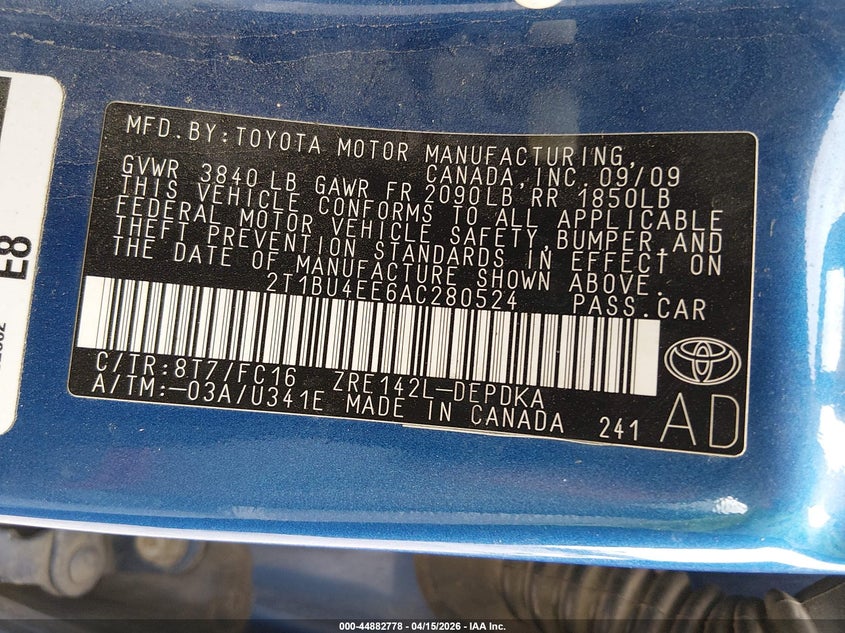 MFD.BY:TOYOTA MOTOR MANUFACTURING,
CANADA, INC. 09/09
GVWR 3840 LB GAWR FR 2090LB RR 1850LB
THIS VEHICLE CONFORMS TO ALL APPLICABLE
FEDERAL MOTOR VEHICLE SAFETY, BUMPER, AND
THEFT PREVENTION STANDARDS IN EFFECT ON
THE DATE OF MANUFACTURE SHOWN ABOVE.
2T1BU4EE6AC280524 PASS.CAR
C/TR:8T7/FC16 ZRE142L-DEPDKA
A/TM:-03A/U341E MADE IN CANADA 241
AD
E8
000-44882778 - 04/15/2026 - IAA Inc.